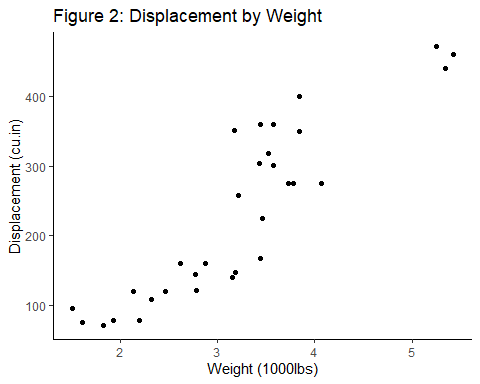 Figure 2: Displacement by Weight
Displacement (cu.in)
400
300
200
100
2
3
4
5
Weight (1000lbs)